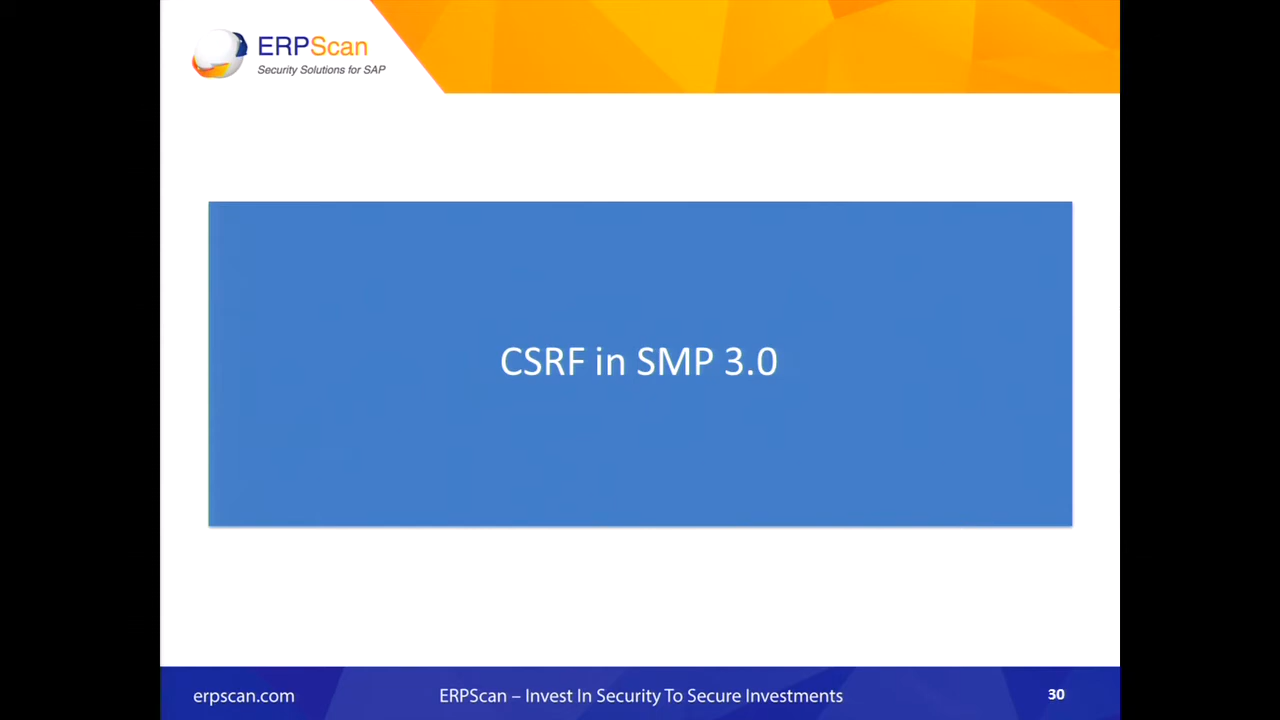 ERPScan
Security Solutions for SAP
CSRF in SMP 3.0
erpscan.com
ERPScan – Invest In Security To Secure Investments
30